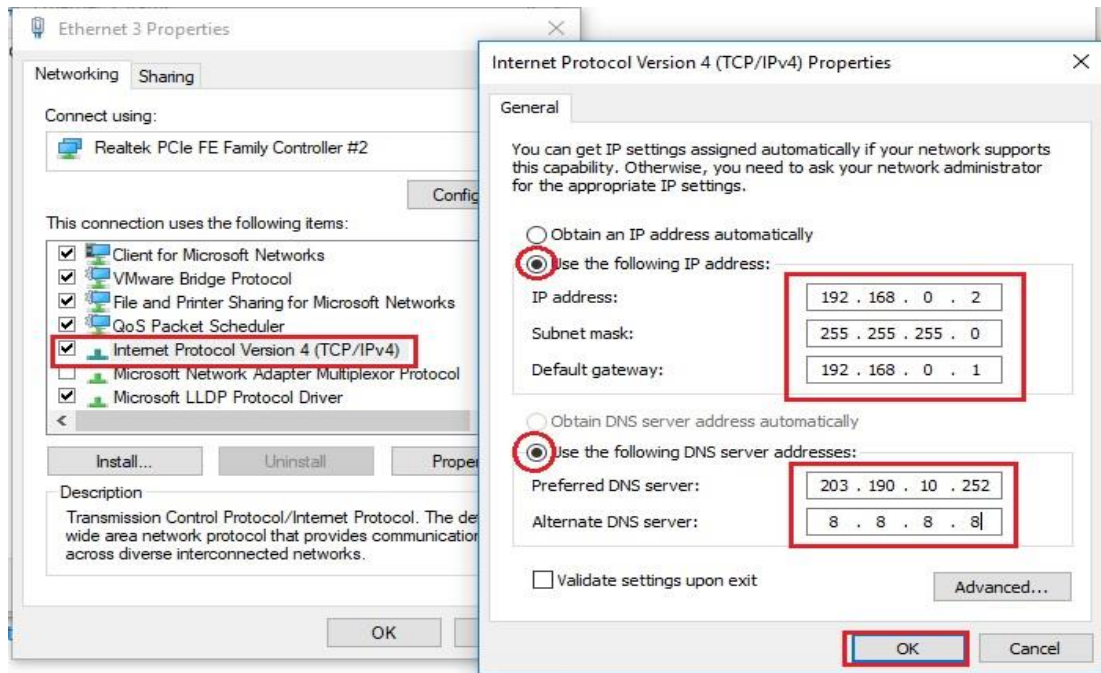 Ethernet 3 Properties
Networking Sharing
Connect using:
Realtek PCIe FE Family Controller #2
Config
This connection uses the following items:
Client for Microsoft Networks
VMware Bridge Protocol
File and Printer Sharing for Microsoft Networks
QoS Packet Scheduler
Internet Protocol Version 4 (TCP/IPv4)
Microsoft Network Adapter Multiplexor Protocol
Microsoft LLDP Protocol Driver
Install... Uninstall Proper
Description
Transmission Control Protocol/Internet Protocol. The de
wide area network protocol that provides communication
across diverse interconnected networks.
OK
Internet Protocol Version 4 (TCP/IPv4) Properties
General
You can get IP settings assigned automatically if your network supports
this capability. Otherwise, you need to ask your network administrator
for the appropriate IP settings.
Obtain an IP address automatically
Use the following IP address:
IP address: 192 . 168 . 0 . 2
Subnet mask: 255 . 255 . 255 . 0
Default gateway: 192 . 168 . 0 . 1
Obtain DNS server address automatically
Use the following DNS server addresses:
Preferred DNS server: 203 . 190 . 10 . 252
Alternate DNS server: 8 . 8 . 8 . 8
Validate settings upon exit
Advanced...
OK Cancel